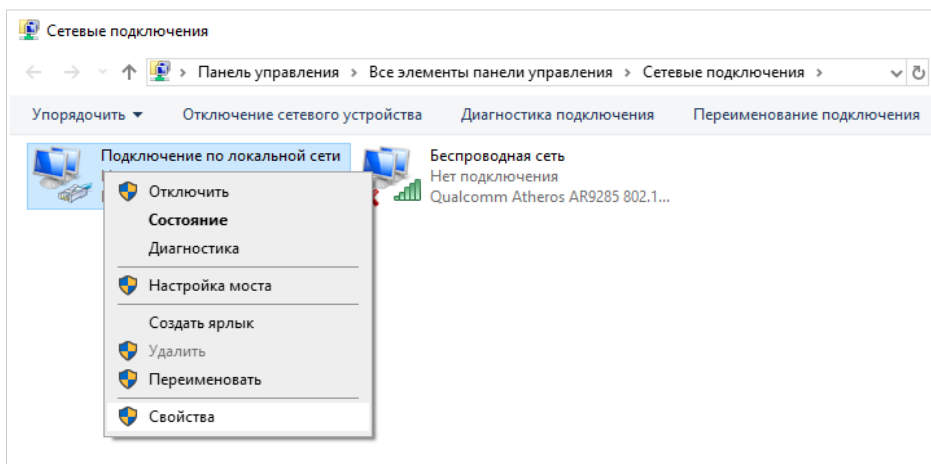 Сетевые подключения
Панель управления > Все элементы панели управления > Сетевые подключения >
Упорядочить Отключение сетевого устройства Диагностика подключения Переименование подключения
Подключение по локальной сети
Беспроводная сеть
Нет подключения
Qualcomm Atheros AR9285 802.1...
Отключить
Состояние
Диагностика
Настройка моста
Создать ярлык
Удалить
Переименовать
Свойства